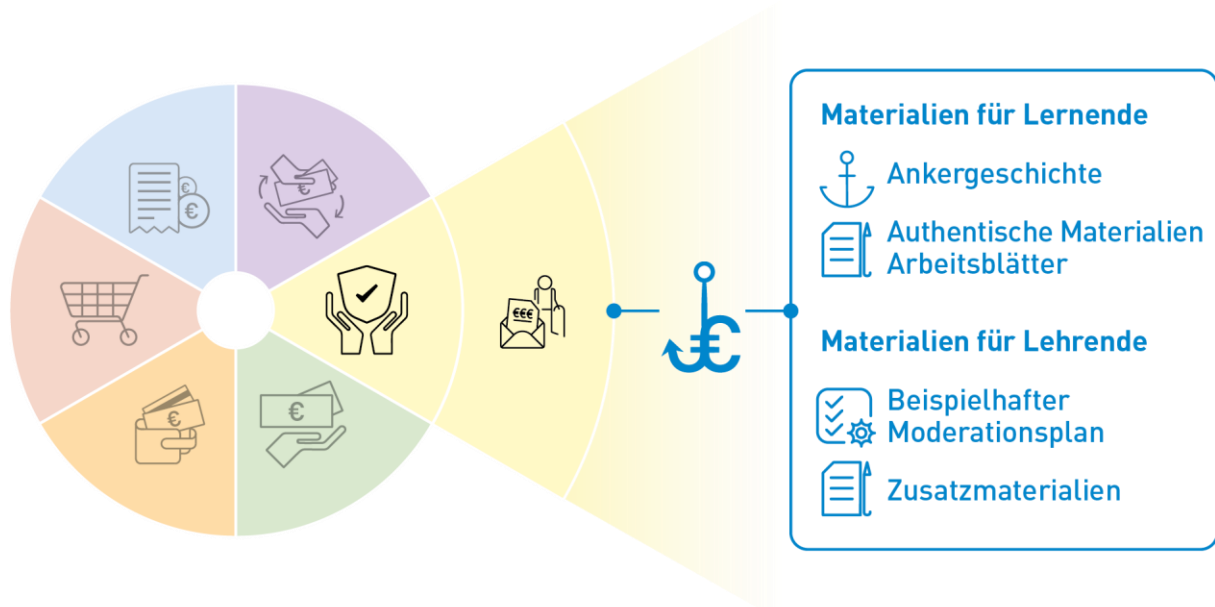 Materialien für Lernende
Ankergeschichte
Authentische Materialien
Arbeitsblätter
Materialien für Lehrende
Beispielhafter
Moderationsplan
Zusatzmaterialien
€
€
€
€
€
€€€
€